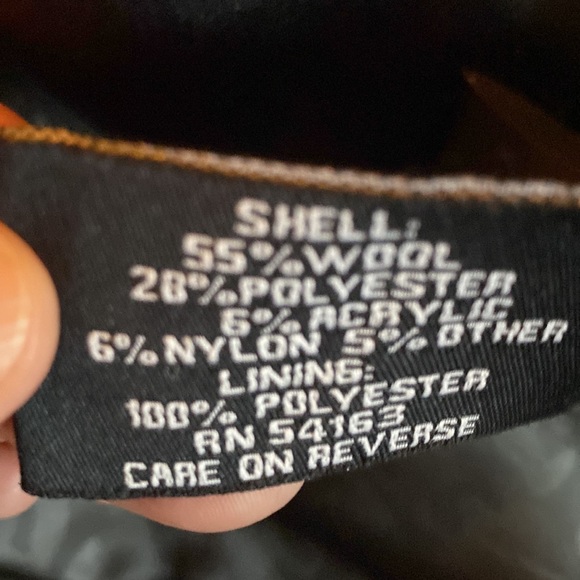 SHELL:
55% WOOL
28% POLYESTER
6% ACRYLIC
6% NYLON 5% OTHER
LINING:
100% POLYESTER
RN 54163
CARE ON REVERSE